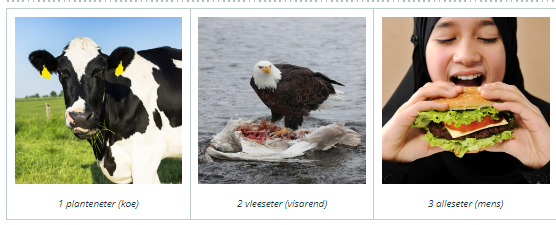 1 planteneter (koe)
2 vleeseter (visarend)
3 alleseter (mens)